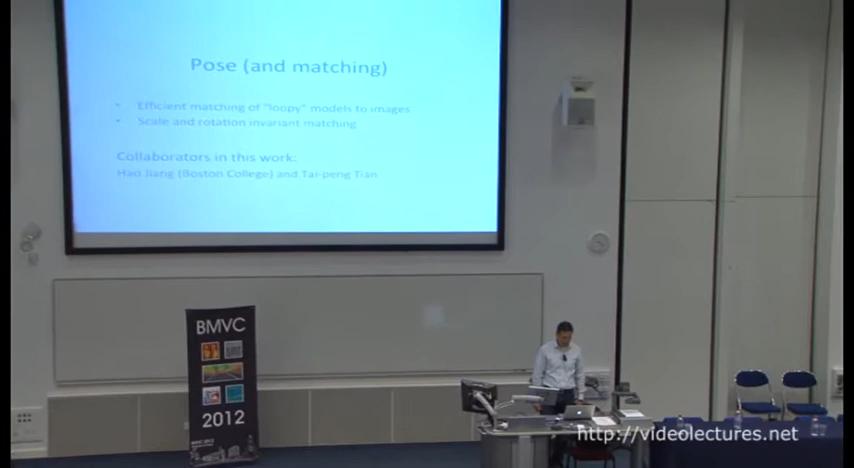 Pose (and matching)
• Efficient matching of "loopy" models to images
• Scale and rotation invariant matching
Collaborators in this work:
Hao Jiang (Boston College) and Tai-peng Tian
BMVC
2012
http://videolectures.net